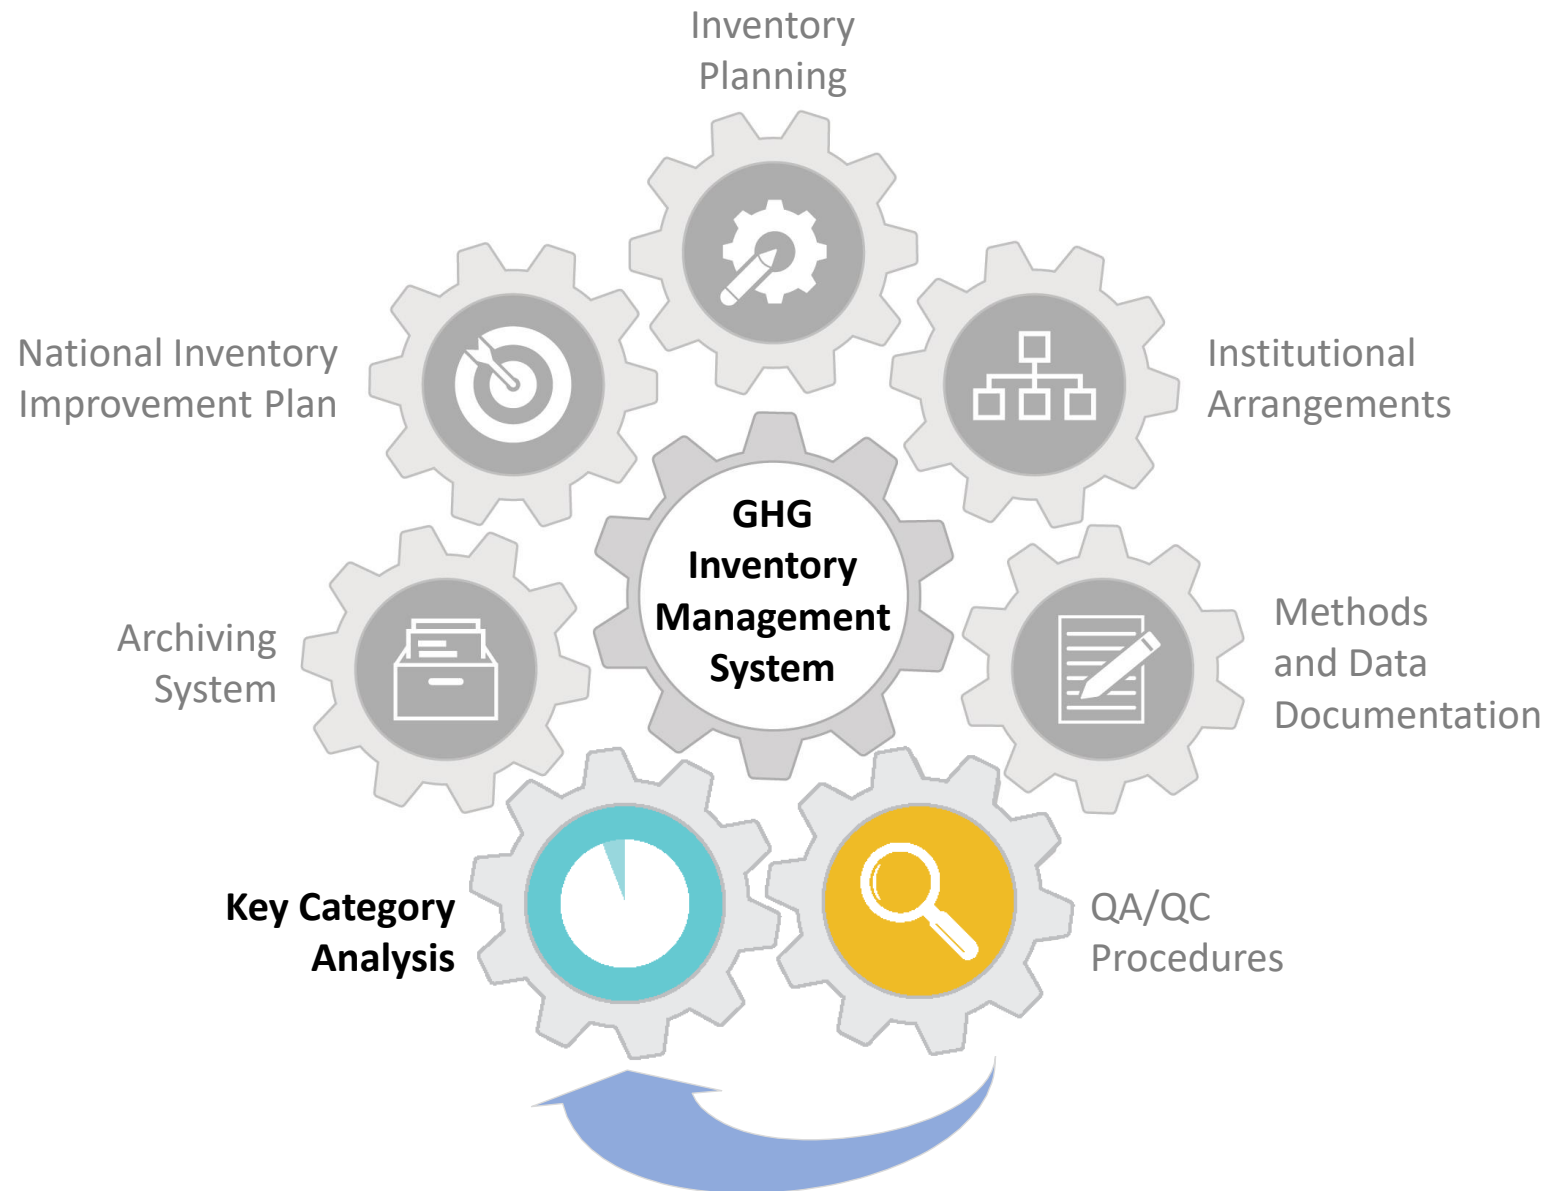 Inventory
Planning
National Inventory
Improvement Plan
Institutional
Arrangements
GHG
Inventory
Management
System
Archiving
System
Methods
and Data
Documentation
Key Category
Analysis
QA/QC
Procedures